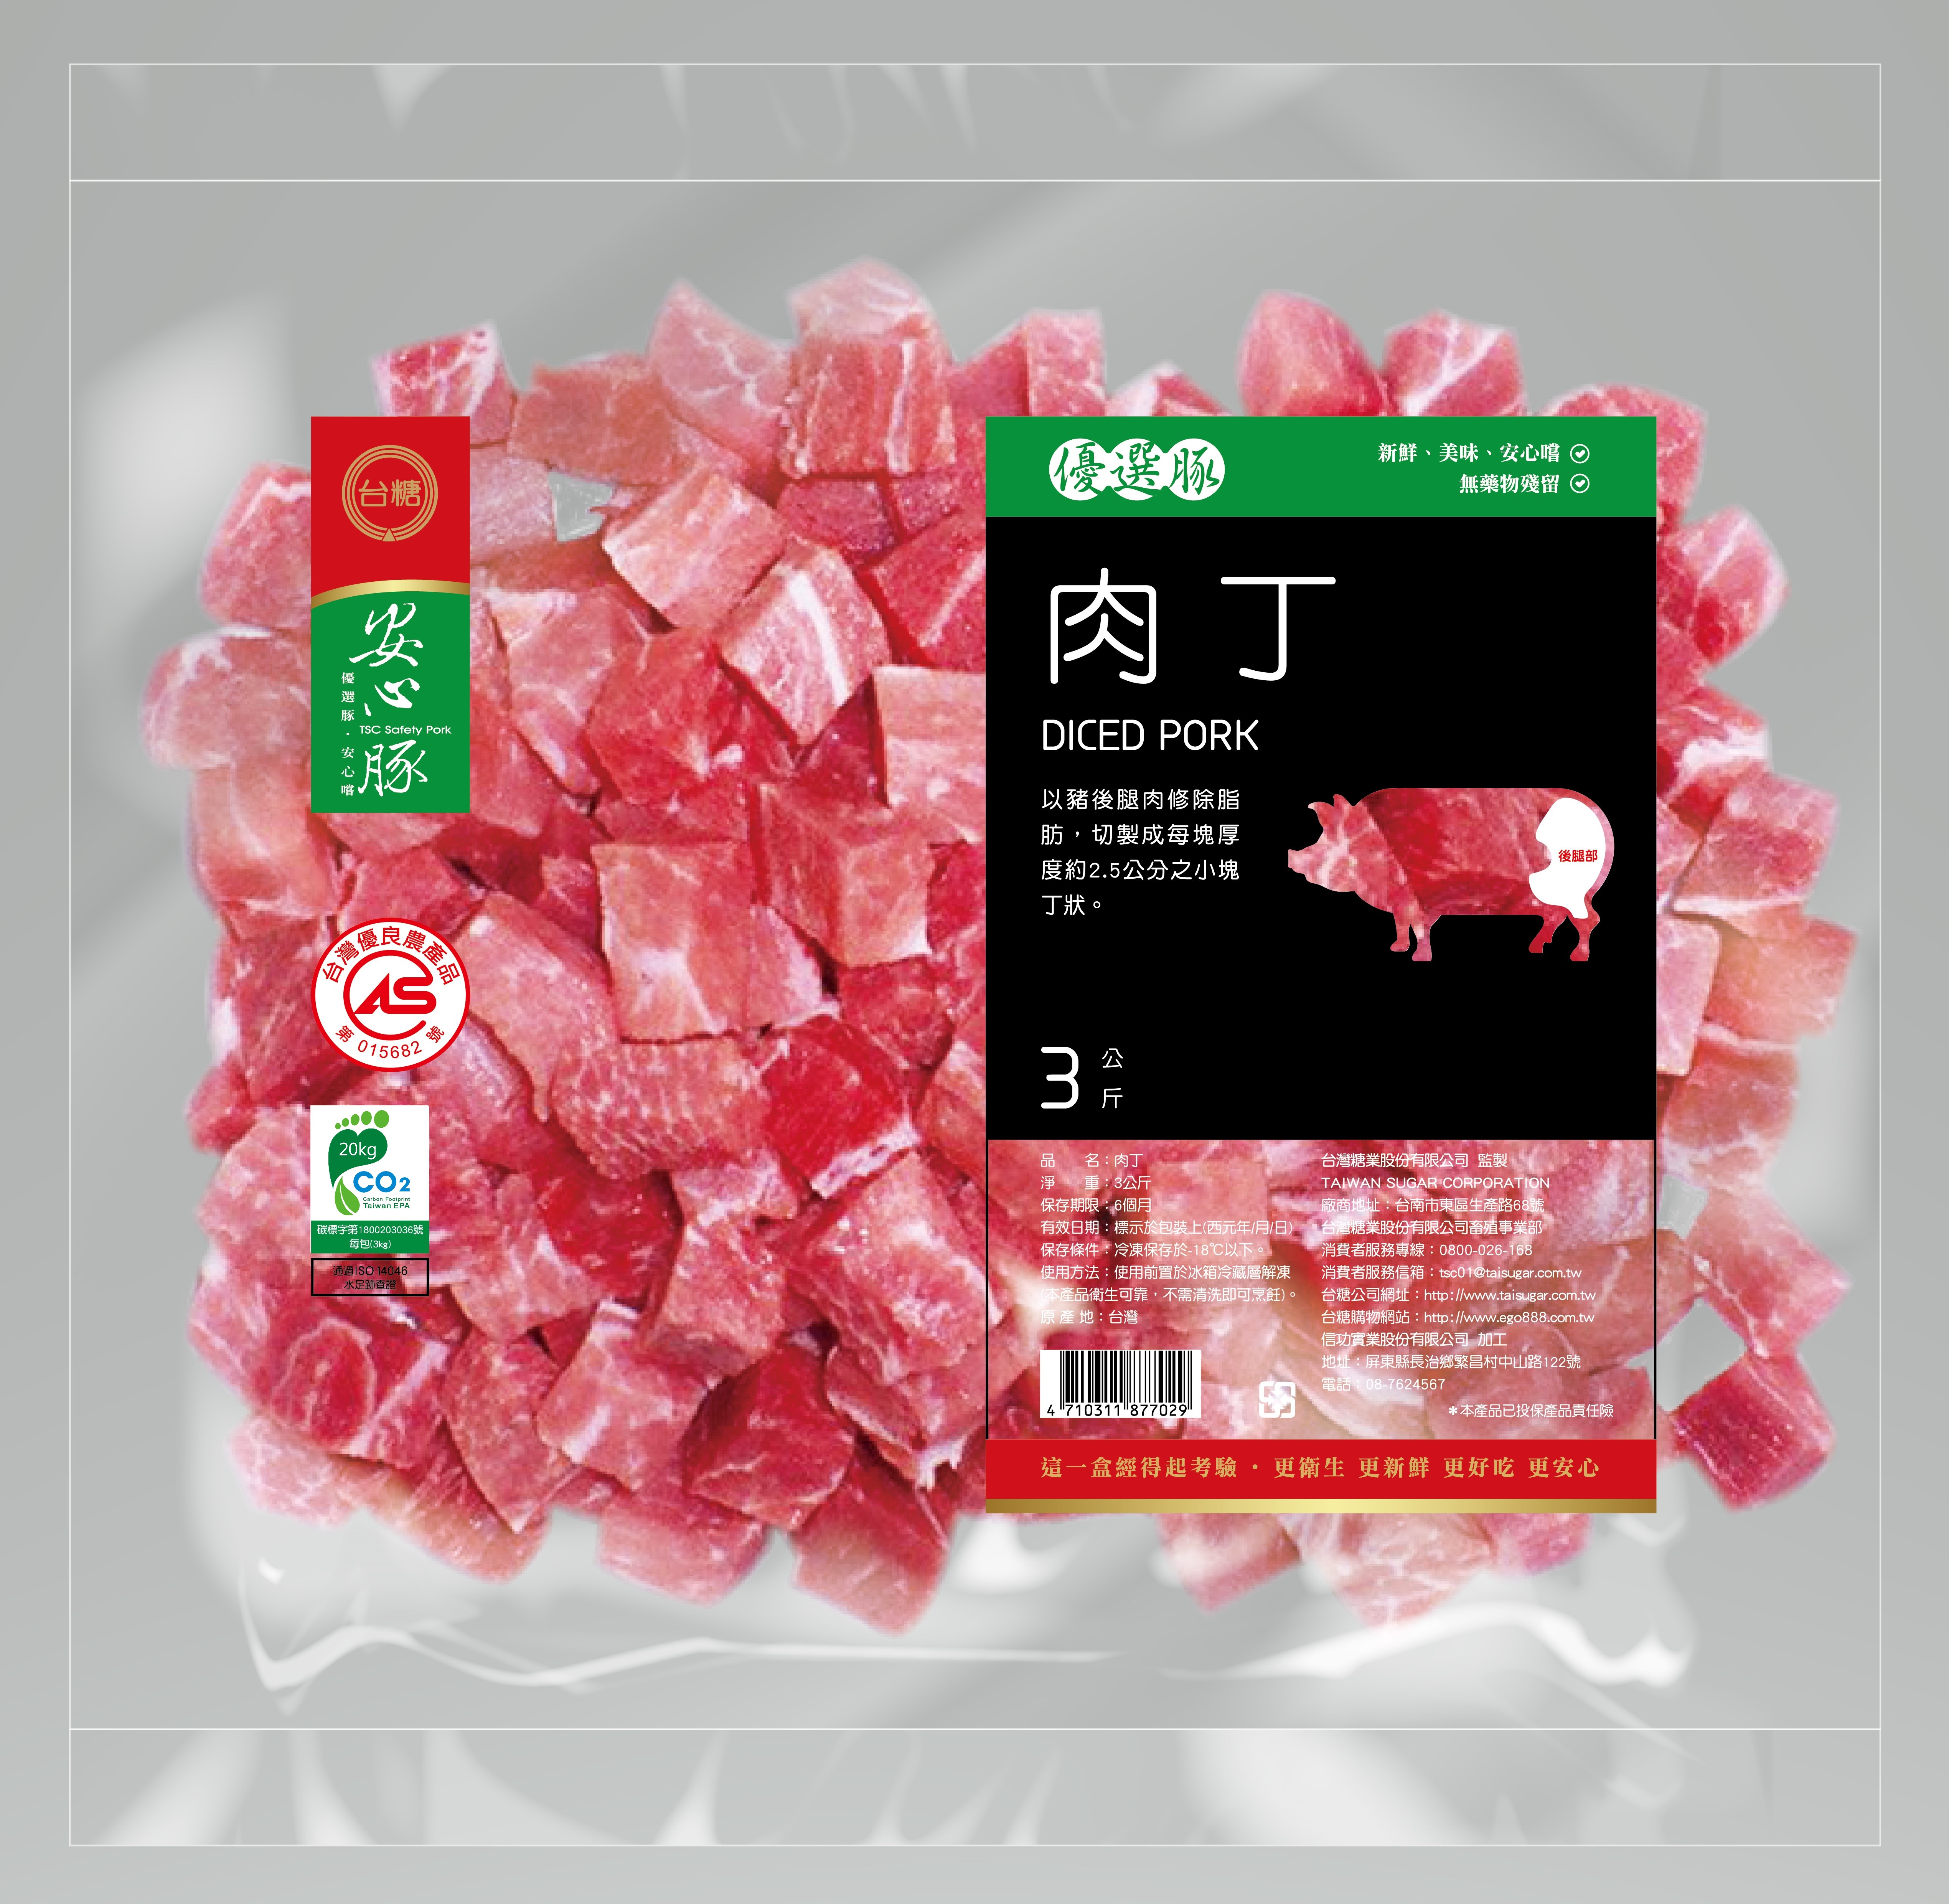 台糖
安心豚
優選豚・安心嚐
TSC Safety Pork
台灣優良農產品
CAS
第 015682 號
20kg
CO2
Carbon Footprint
Taiwan EPA
碳標字第1800203036號
每包(3kg)
通過ISO 14046
水足跡查證
優選豚
新鮮、美味、安心嚐
無藥物殘留
肉丁
DICED PORK
以豬後腿肉修除脂
肪，切製成每塊厚
度約2.5公分之小塊
丁狀。
後腿部
3公斤
品　　名：肉丁
淨　　重：3公斤
保存期限：6個月
有效日期：標示於包裝上(西元年/月/日)
保存條件：冷凍保存於-18℃以下。
使用方法：使用前置於冰箱冷藏層解凍
(本產品衛生可靠，不需清洗即可烹飪)。
原 產 地：台灣
4 710311 877029
台灣糖業股份有限公司 監製
TAIWAN SUGAR CORPORATION
廠商地址：台南市東區生產路68號
台灣糖業股份有限公司畜殖事業部
消費者服務專線：0800-026-168
消費者服務信箱：tsc01@taisugar.com.tw
台糖公司網址：http://www.taisugar.com.tw
台糖購物網站：http://www.ego888.com.tw
信功實業股份有限公司 加工
地址：屏東縣長治鄉繁昌村中山路122號
電話：08-7624567
＊本產品已投保產品責任險
這一盒經得起考驗・更衛生 更新鮮 更好吃 更安心